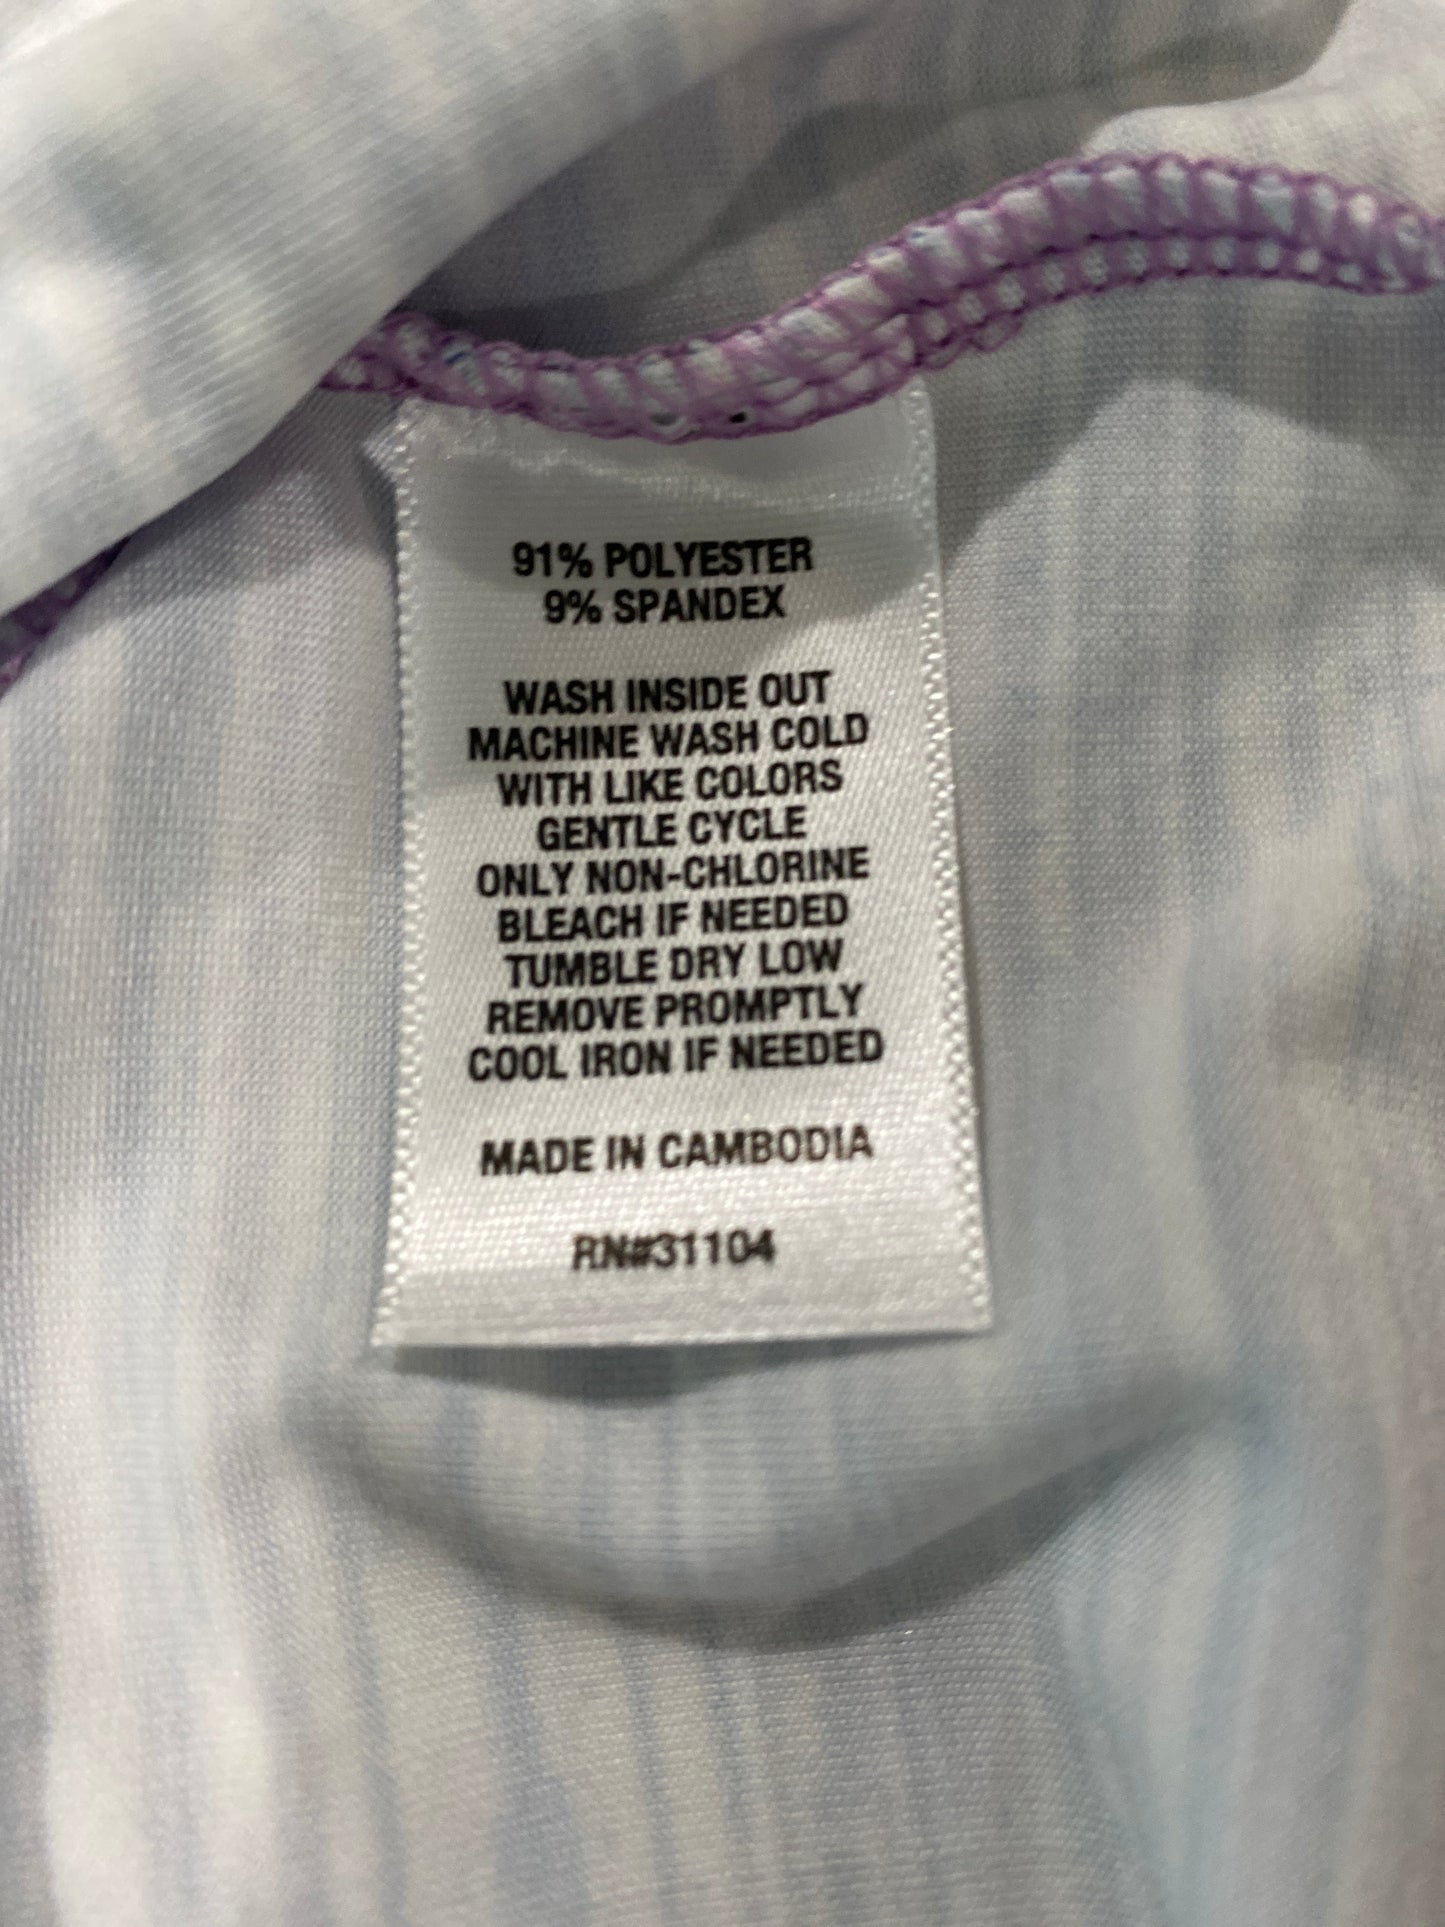 91% POLYESTER
9% SPANDEX
WASH INSIDE OUT
MACHINE WASH COLD
WITH LIKE COLORS
GENTLE CYCLE
ONLY NON-CHLORINE
BLEACH IF NEEDED
TUMBLE DRY LOW
REMOVE PROMPTLY
COOL IRON IF NEEDED
MADE IN CAMBODIA
RN#31104